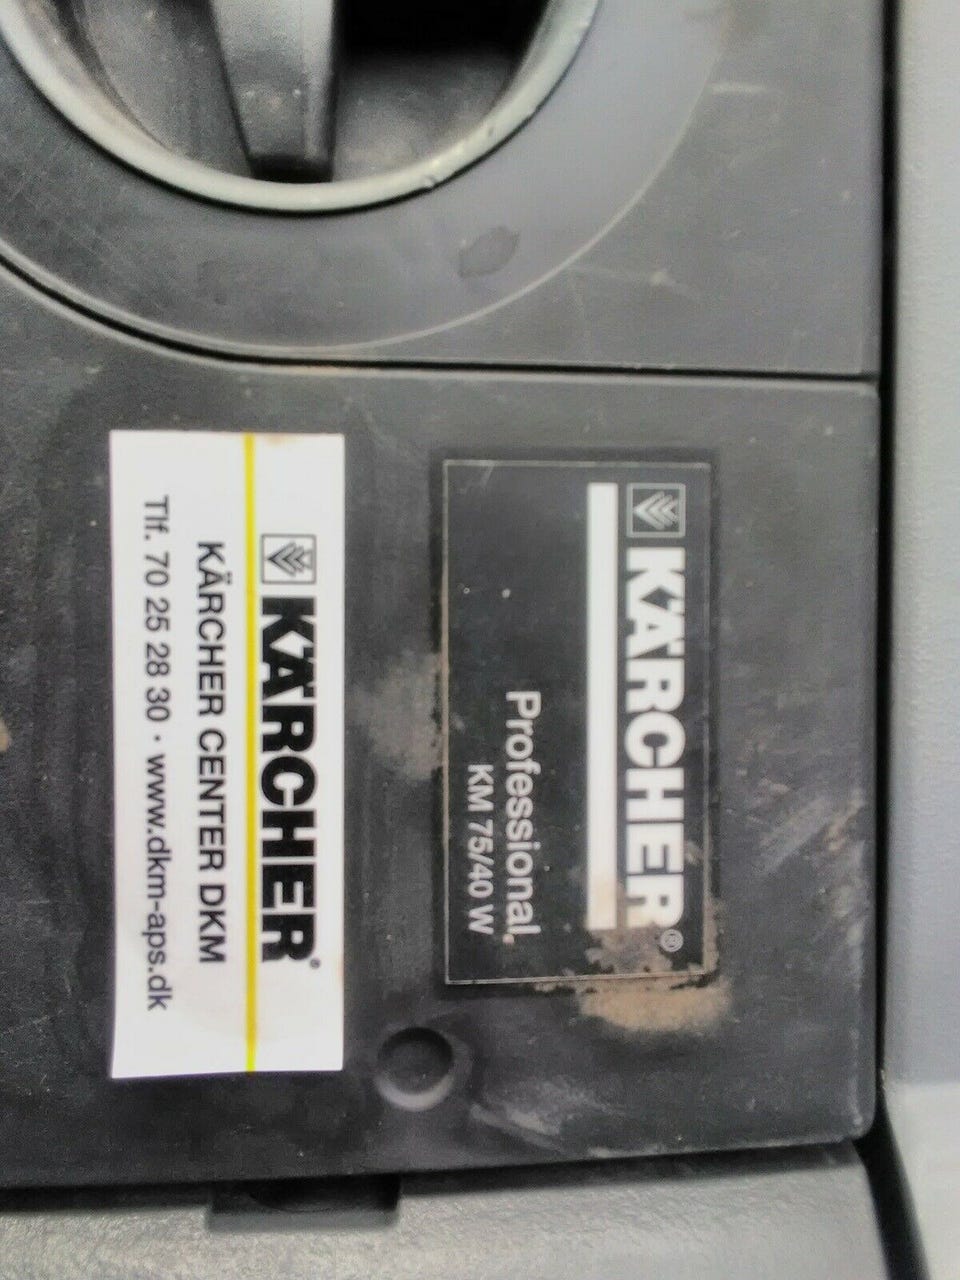 KÄRCHER®
Professional
KM 75/40 W
KÄRCHER®
KÄRCHER CENTER DKM
Tlf. 70 25 28 30 · www.dkm-aps.dk